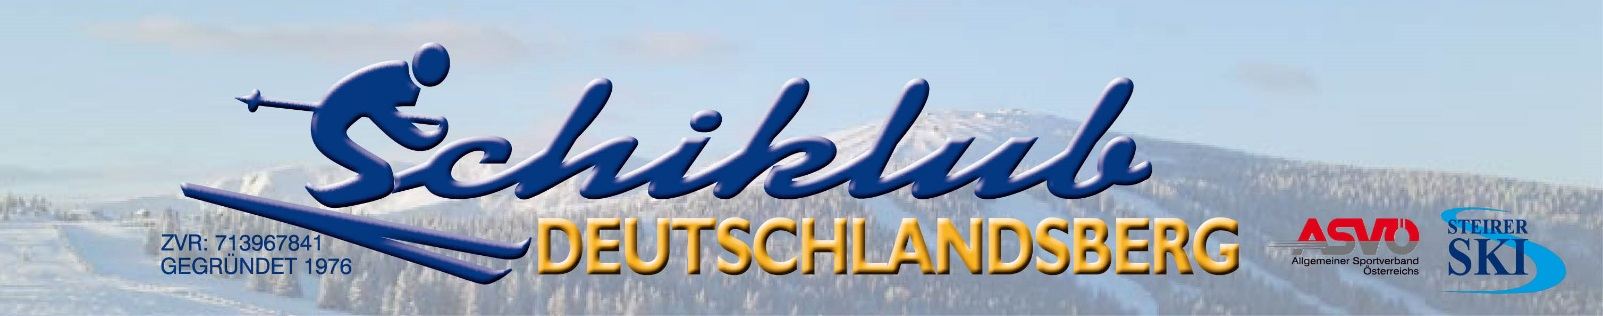 Schiklub
DEUTSCHLANDSBERG
ZVR: 713967841
GEGRÜNDET 1976
ASVÖ
Allgemeiner Sportverband
Österreichs
STEIRER
SKI